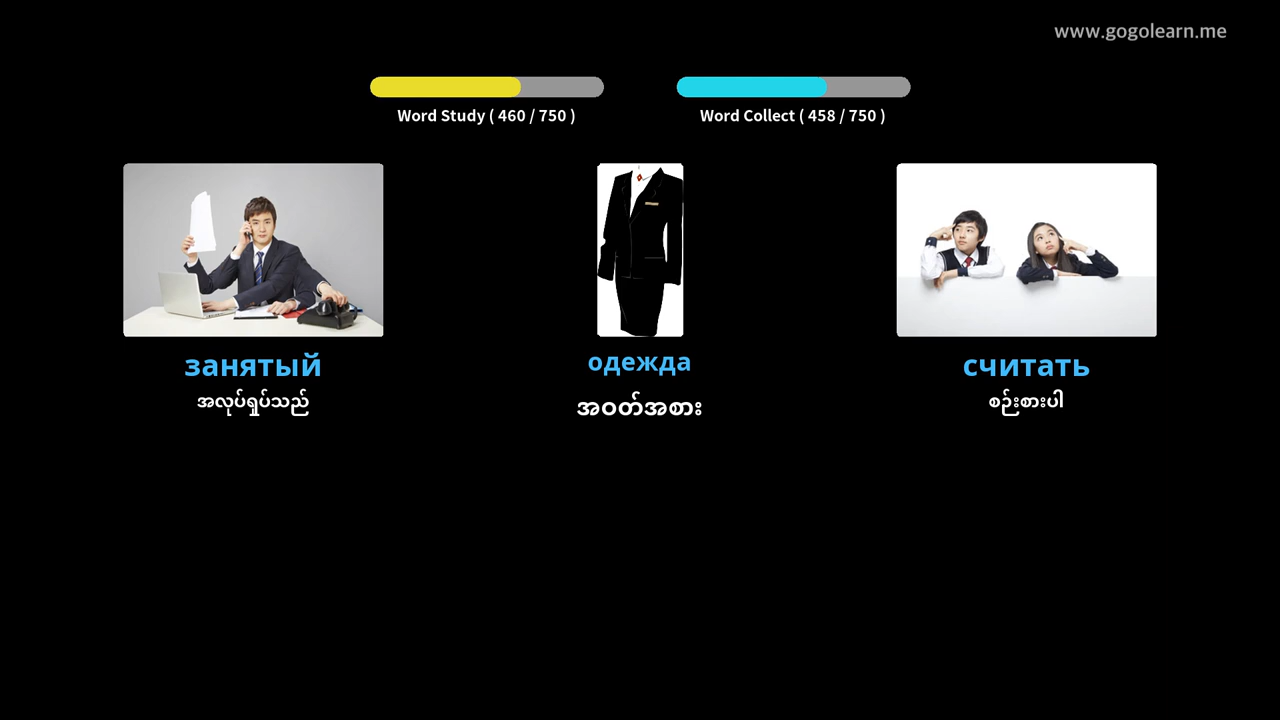 www.gogolearn.me
Word Study ( 460 / 750 )
Word Collect ( 458 / 750 )
занятый
одежда
считать
အလုပ်ရှုပ်သည်
အဝတ်အစား
စဉ်းစားပါ